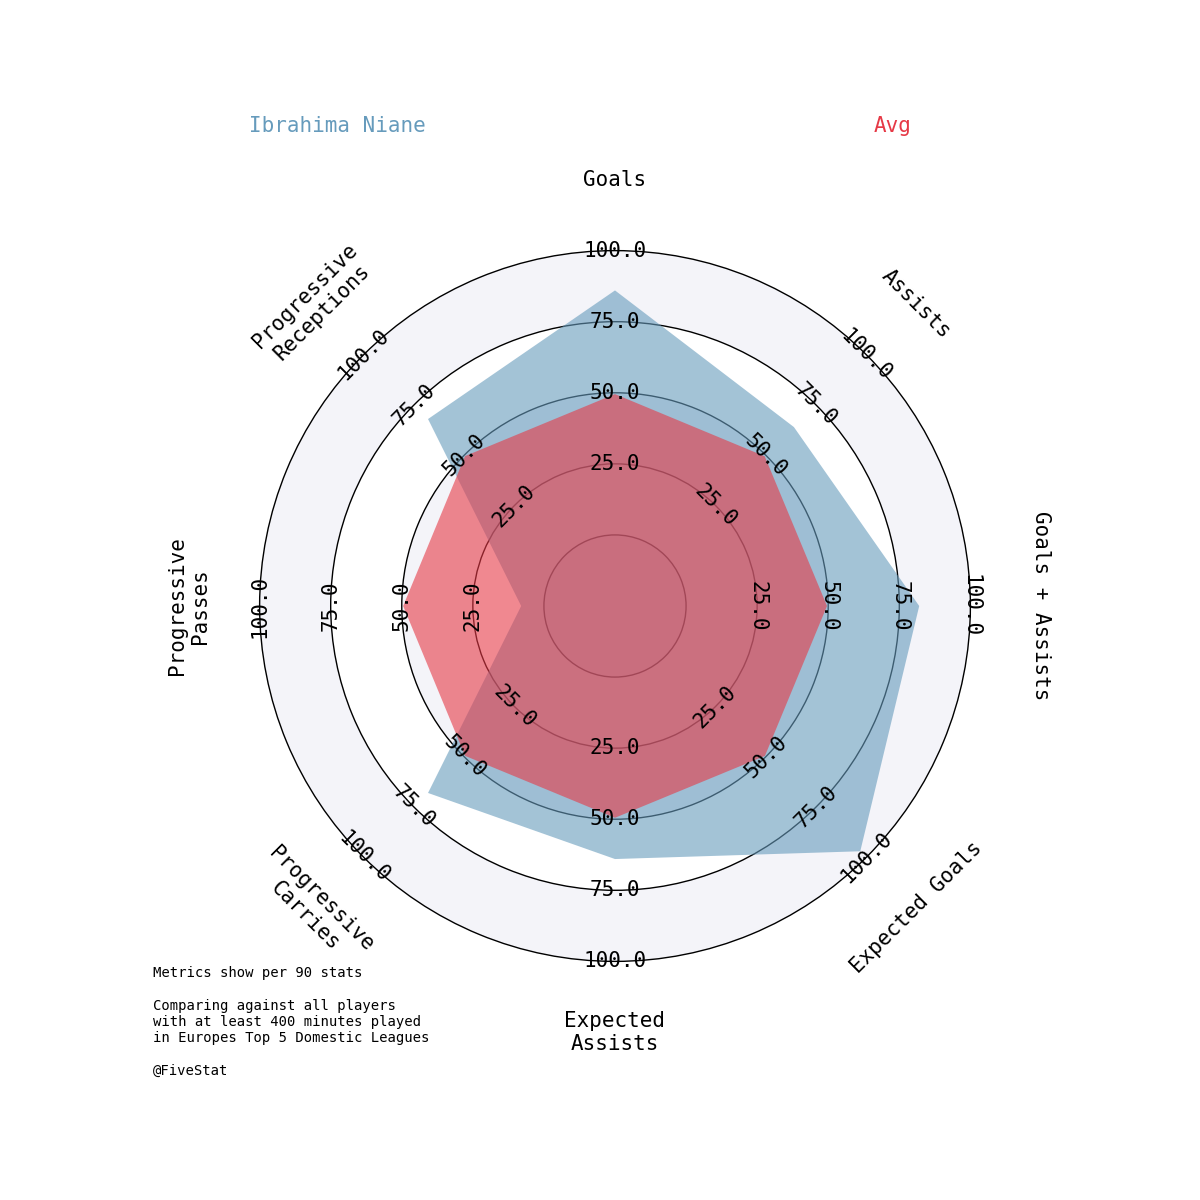 Ibrahima Niane
Avg
Goals
Assists
Goals + Assists
Expected Goals
Expected
Assists
Progressive
Carries
Progressive
Passes
Progressive
Receptions
25.0
50.0
75.0
100.0
25.0
50.0
75.0
100.0
25.0
50.0
75.0
100.0
25.0
50.0
75.0
100.0
25.0
50.0
75.0
100.0
25.0
50.0
75.0
100.0
25.0
50.0
75.0
100.0
25.0
50.0
75.0
100.0
Metrics show per 90 stats
Comparing against all players
with at least 400 minutes played
in Europes Top 5 Domestic Leagues
@FiveStat